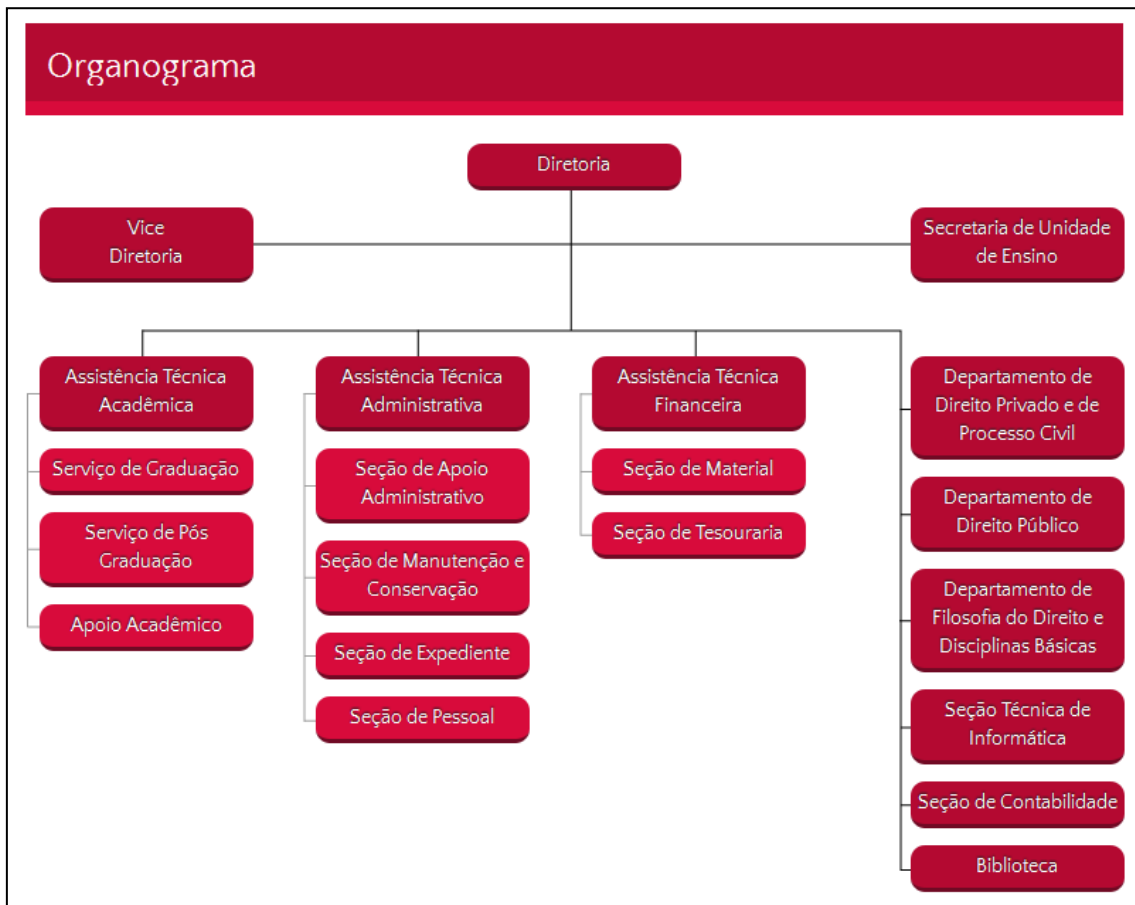 Organograma
Diretoria
Vice
Diretoria
Secretaria de Unidade
de Ensino
Assistência Técnica
Acadêmica
Serviço de Graduação
Serviço de Pós
Graduação
Apoio Acadêmico
Assistência Técnica
Administrativa
Seção de Apoio
Administrativo
Seção de Manutenção e
Conservação
Seção de Expediente
Seção de Pessoal
Assistência Técnica
Financeira
Seção de Material
Seção de Tesouraria
Departamento de
Direito Privado e de
Processo Civil
Departamento de
Direito Público
Departamento de
Filosofia do Direito e
Disciplinas Básicas
Seção Técnica de
Informática
Seção de Contabilidade
Biblioteca